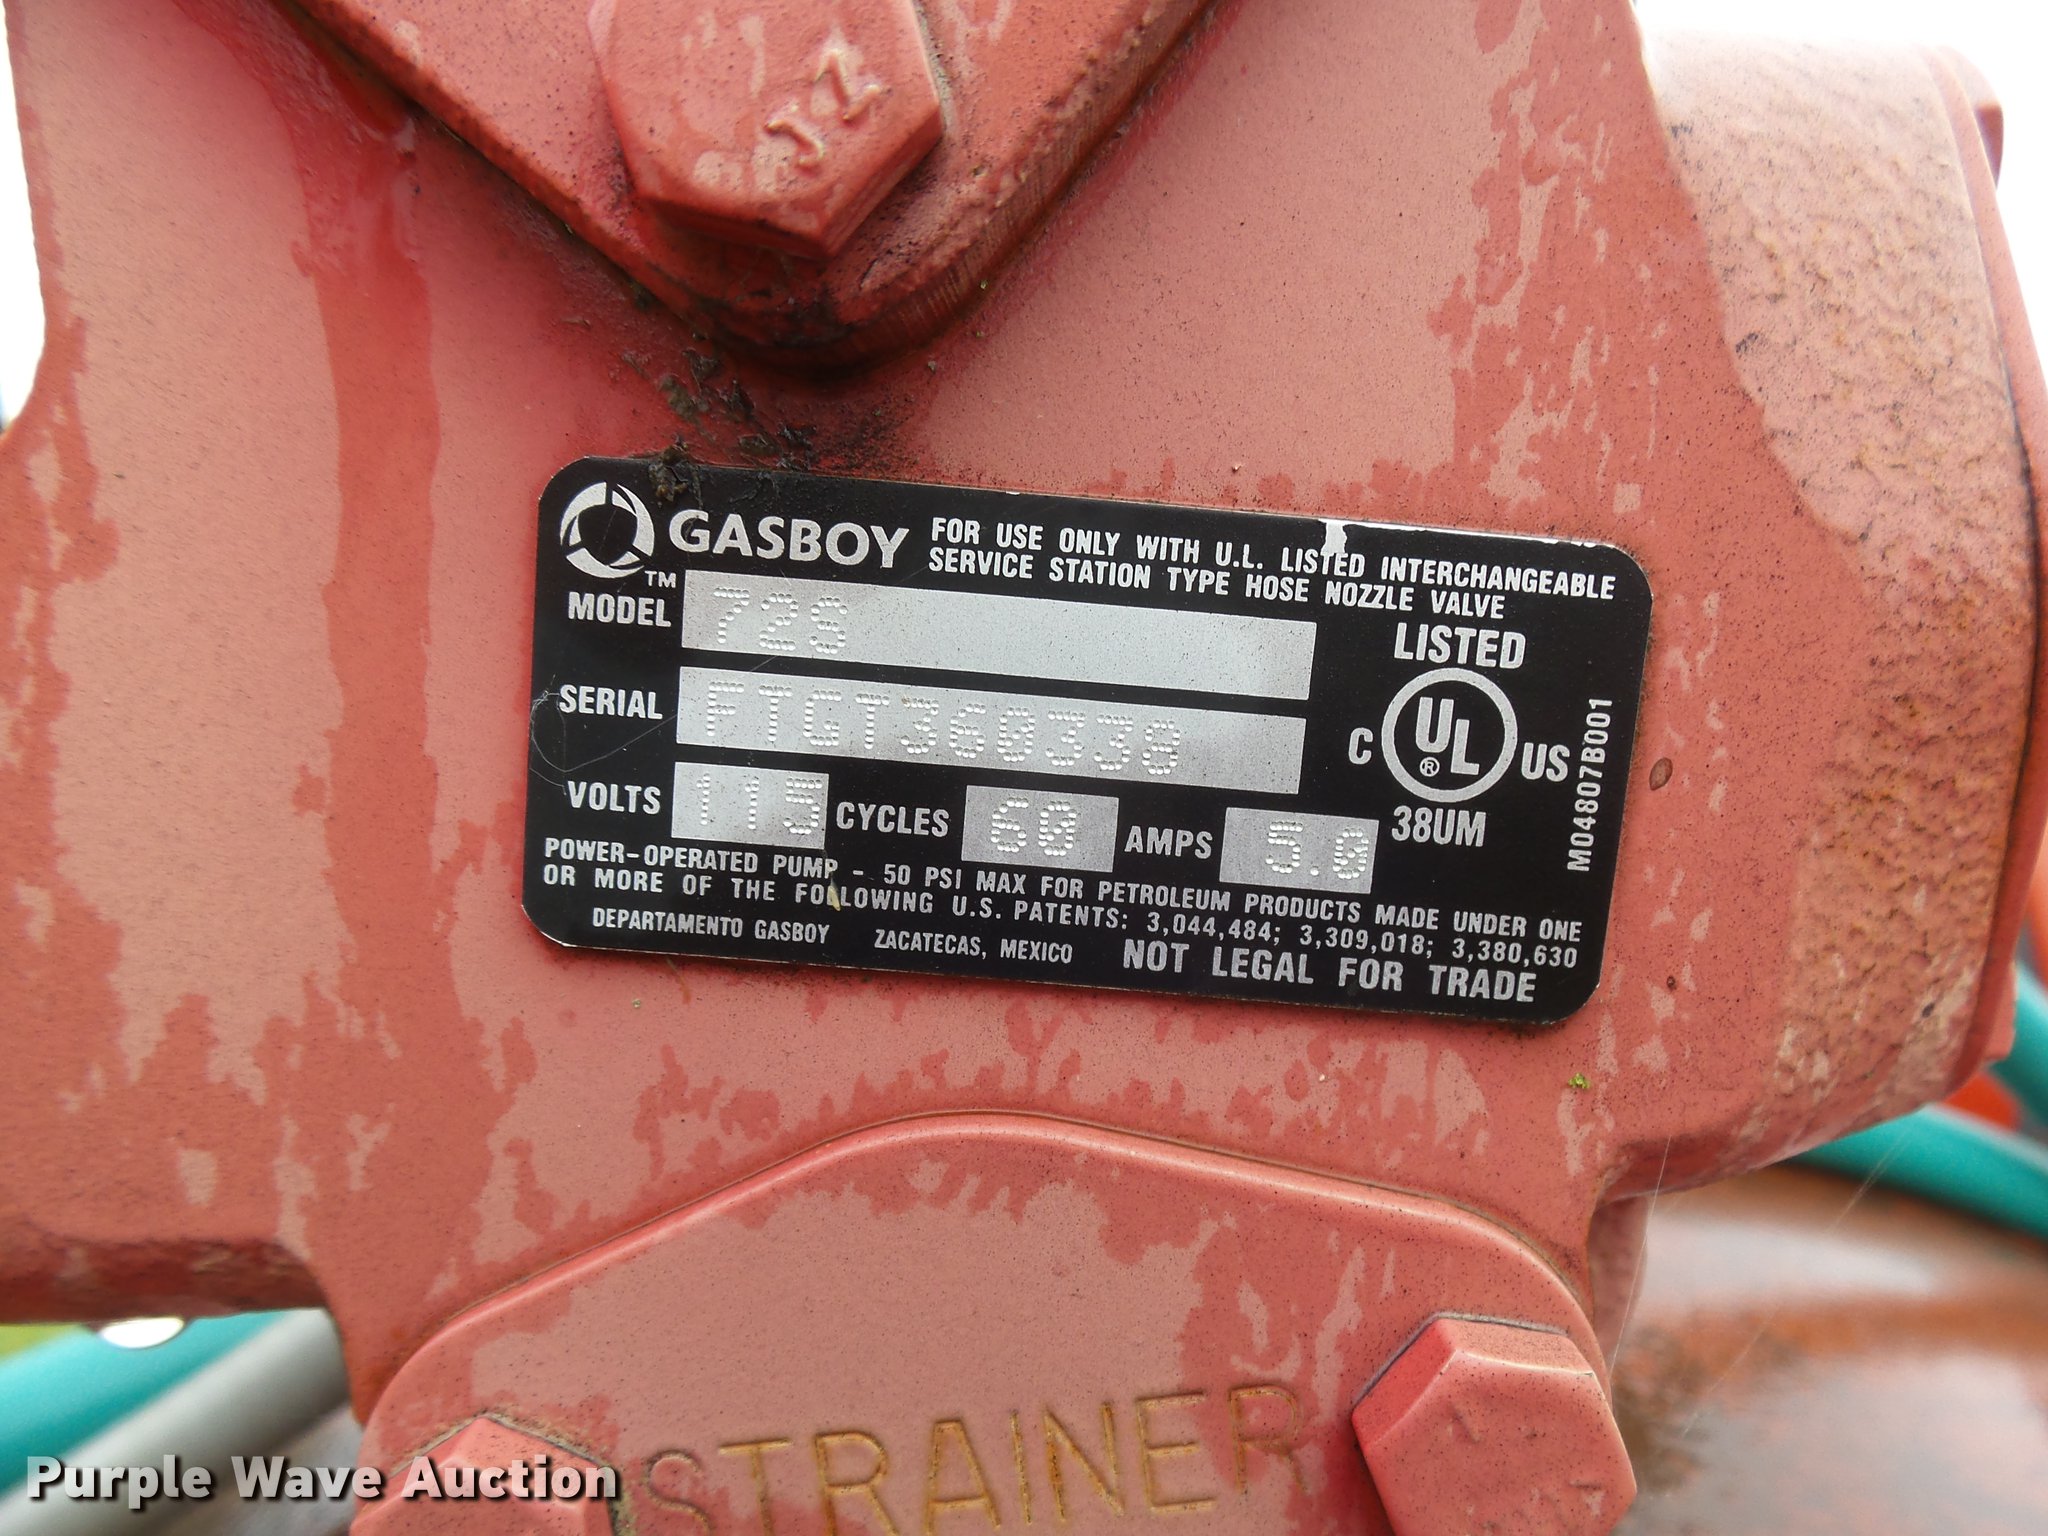 JZ
GASBOY
TM
FOR USE ONLY WITH U.L. LISTED INTERCHANGEABLE
SERVICE STATION TYPE HOSE NOZZLE VALVE
MODEL 72S
SERIAL FTGT360338
LISTED
C UL US
®
38UM
M04807B001
VOLTS 115 CYCLES 60 AMPS 5.0
POWER-OPERATED PUMP - 50 PSI MAX FOR PETROLEUM PRODUCTS MADE UNDER ONE
OR MORE OF THE FOLLOWING U.S. PATENTS: 3,044,484; 3,309,018; 3,380,630
DEPARTAMENTO GASBOY ZACATECAS, MEXICO NOT LEGAL FOR TRADE
STRAINER
Purple Wave Auction